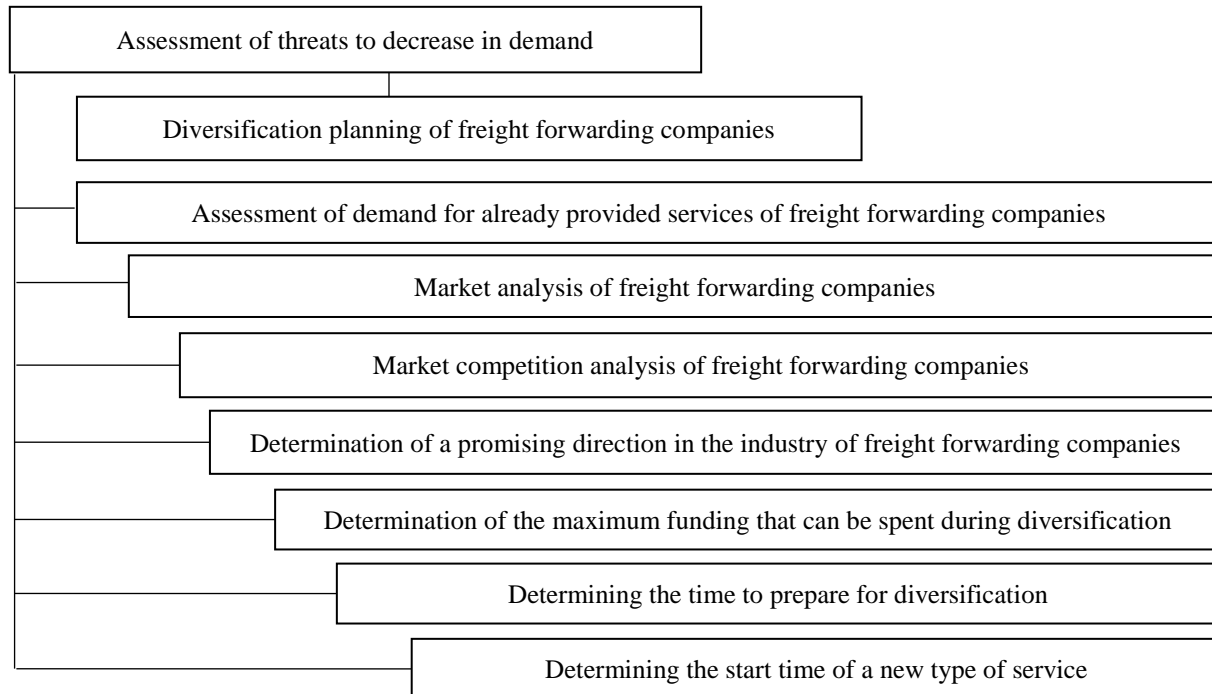 Assessment of threats to decrease in demand
Diversification planning of freight forwarding companies
Assessment of demand for already provided services of freight forwarding companies
Market analysis of freight forwarding companies
Market competition analysis of freight forwarding companies
Determination of a promising direction in the industry of freight forwarding companies
Determination of the maximum funding that can be spent during diversification
Determining the time to prepare for diversification
Determining the start time of a new type of service